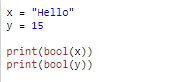 x = "Hello"
y = 15

print(bool(x))
print(bool(y))